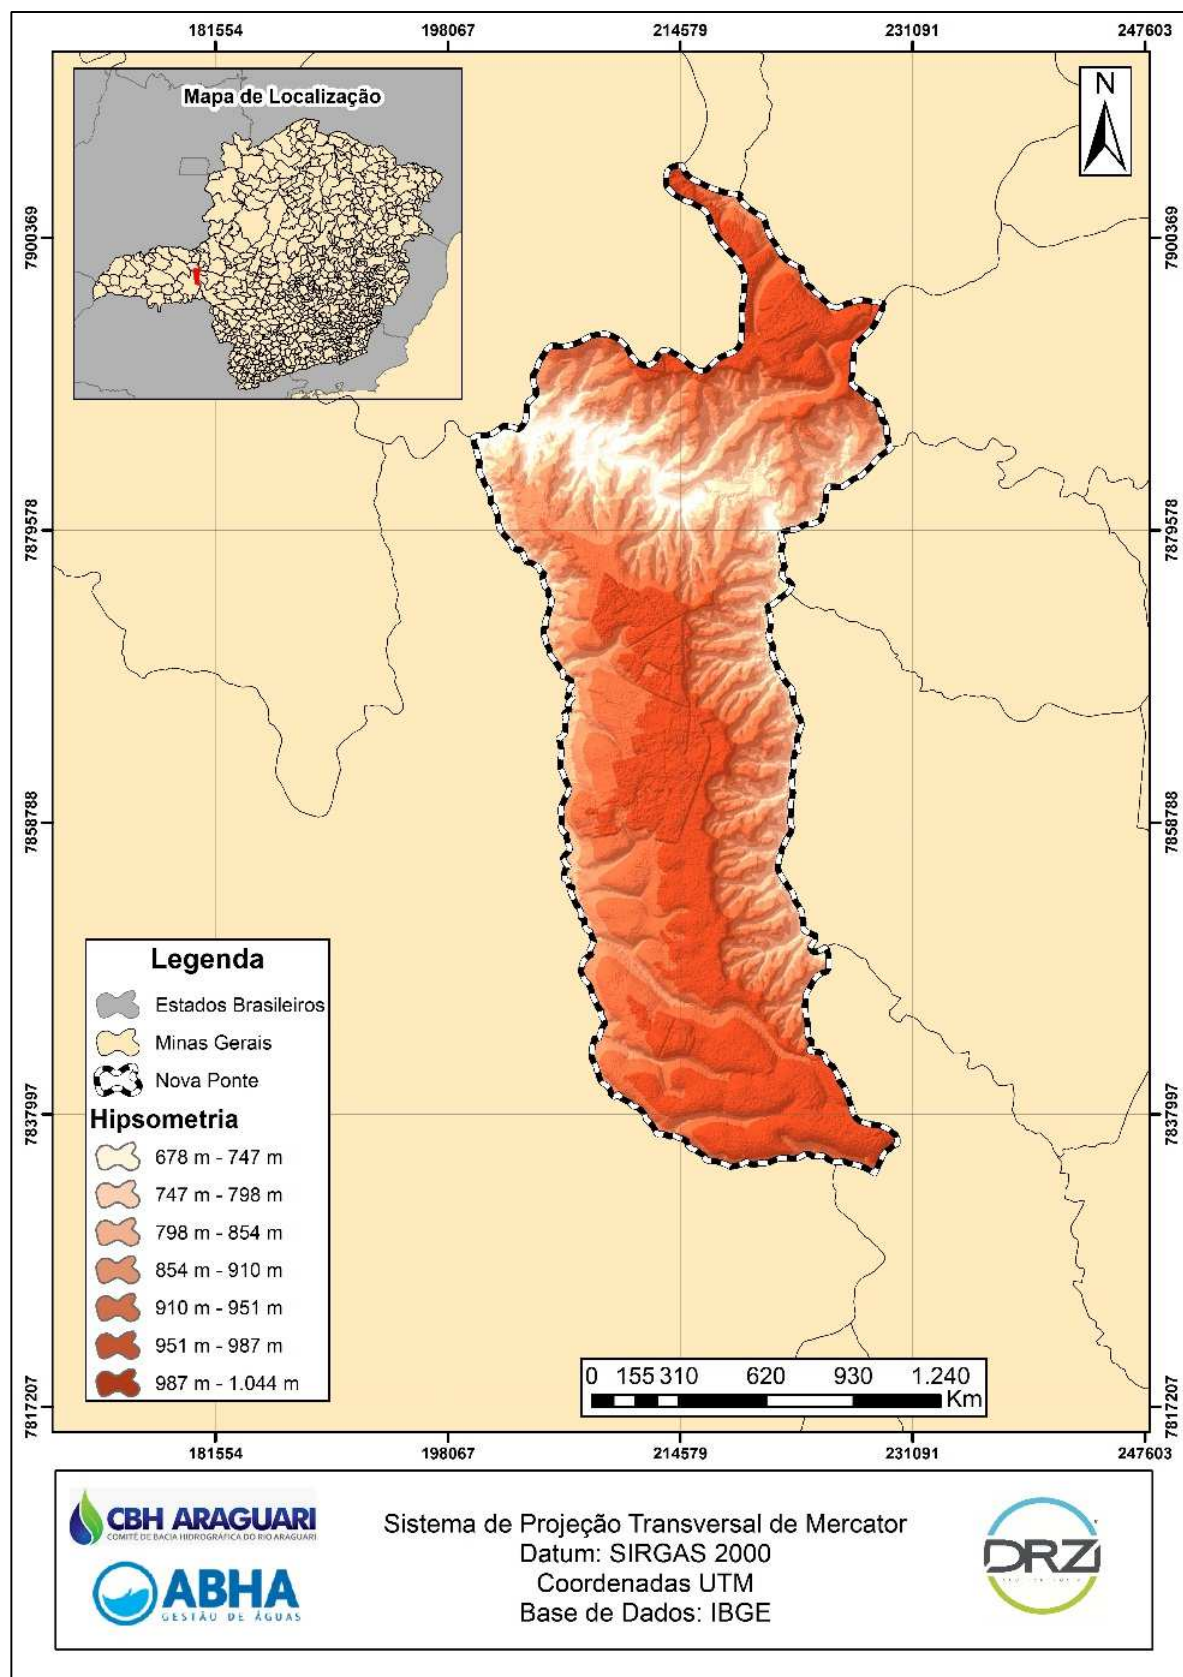 181554 198067 214579 231091 247603
Mapa de Localização
N
7900369 7900369
7879578 7879578
7858788 7858788
7837997 7837997
7817207 7817207
Legenda
Estados Brasileiros
Minas Gerais
Nova Ponte
Hipsometria
678 m - 747 m
747 m - 798 m
798 m - 854 m
854 m - 910 m
910 m - 951 m
951 m - 987 m
987 m - 1.044 m
0 155 310 620 930 1.240
Km
181554 198067 214579 231091 247603
CBH ARAGUARI
COMITÊ DE BACIA HIDROGRÁFICA DO RIO ARAGUARI
ABHA
GESTÃO DE ÁGUAS
Sistema de Projeção Transversal de Mercator
Datum: SIRGAS 2000
Coordenadas UTM
Base de Dados: IBGE
DRZ